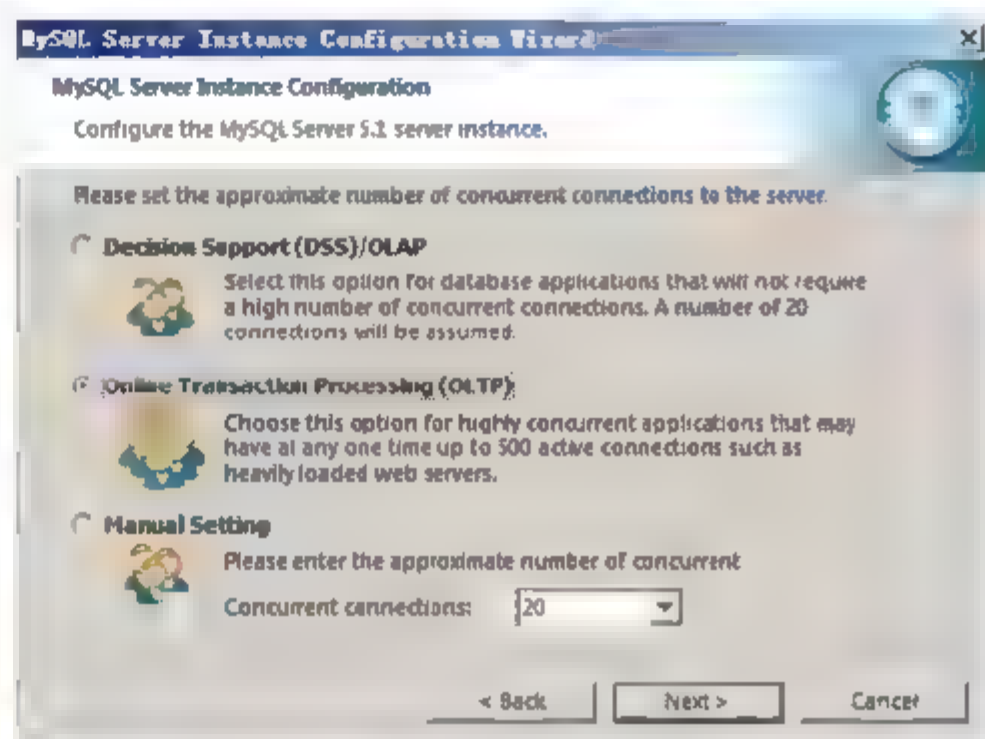 MySQL Server Instance Configuration Wizard
MySQL Server Instance Configuration
Configure the MySQL Server 5.1 server instance.
Please set the approximate number of concurrent connections to the server.
Decision Support (DSS)/OLAP
Select this option for database applications that will not require
a high number of concurrent connections. A number of 20
connections will be assumed.
Online Transaction Processing (OLTP)
Choose this option for highly concurrent applications that may
have at any one time up to 500 active connections such as
heavily loaded web servers.
Manual Setting
Please enter the approximate number of concurrent
Concurrent connections: 20
< Back Next > Cancel